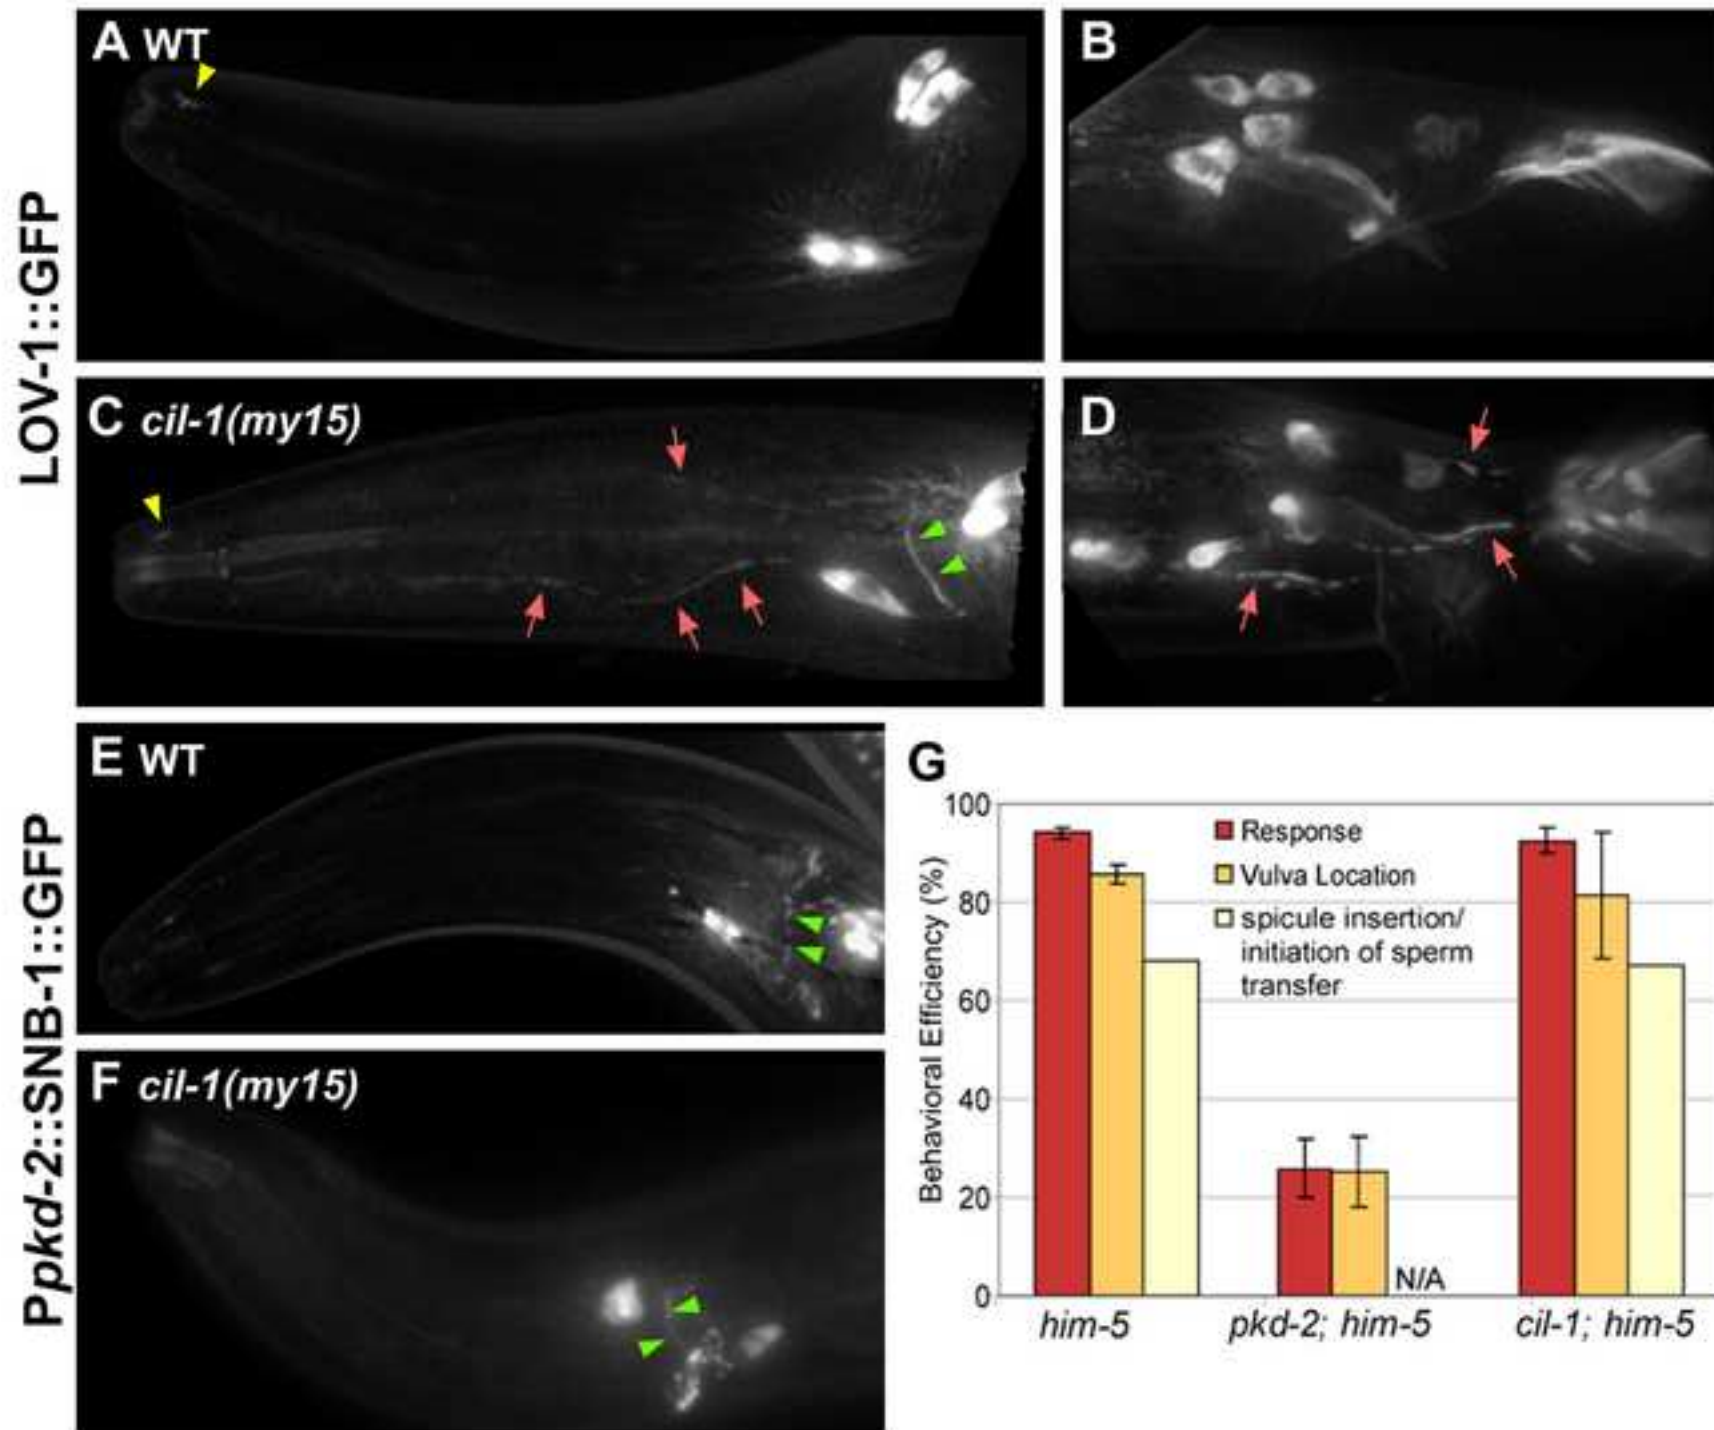 LOV-1::GFP
A WT
B
C cil-1(my15)
D
Ppkd-2::SNB-1::GFP
E WT
F cil-1(my15)
G
Behavioral Efficiency (%)
100
80
60
40
20
0
Response
Vulva Location
spicule insertion/
initiation of sperm
transfer
N/A
him-5
pkd-2; him-5
cil-1; him-5